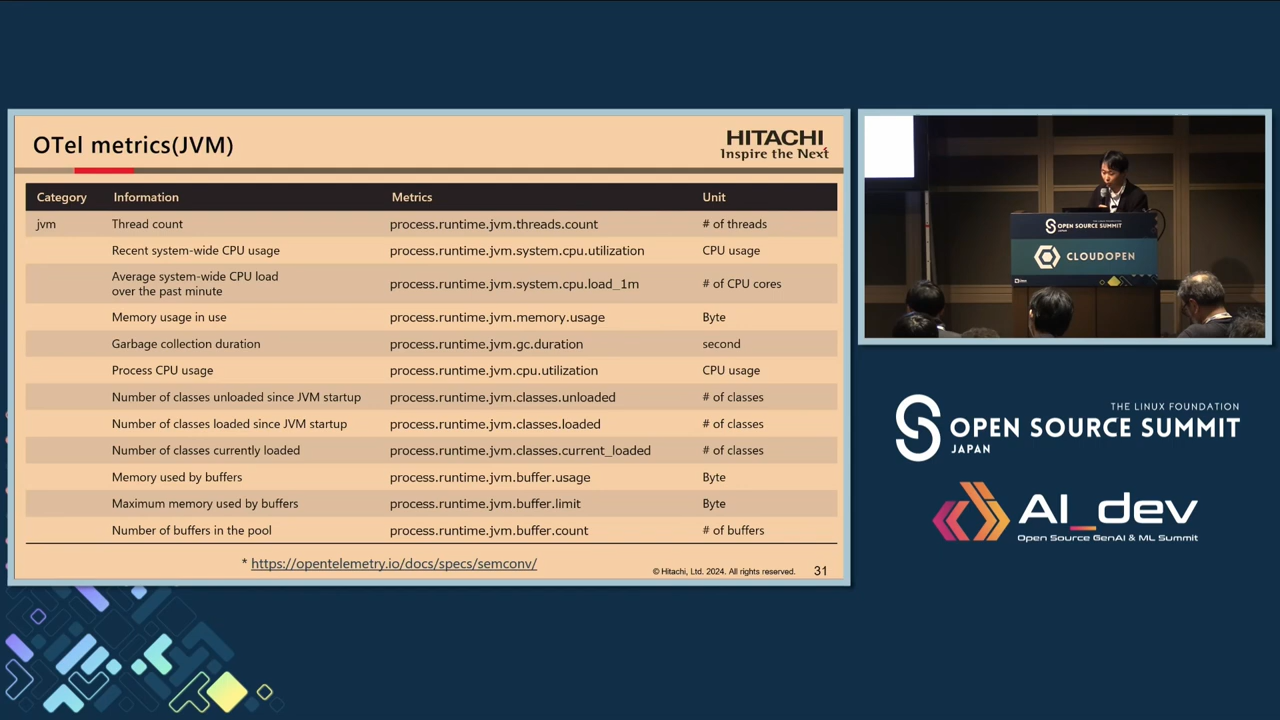 OTel metrics(JVM)
HITACHI
Inspire the Next
Category Information Metrics Unit
jvm Thread count process.runtime.jvm.threads.count # of threads
Recent system-wide CPU usage process.runtime.jvm.system.cpu.utilization CPU usage
Average system-wide CPU load
over the past minute process.runtime.jvm.system.cpu.load_1m # of CPU cores
Memory usage in use process.runtime.jvm.memory.usage Byte
Garbage collection duration process.runtime.jvm.gc.duration second
Process CPU usage process.runtime.jvm.cpu.utilization CPU usage
Number of classes unloaded since JVM startup process.runtime.jvm.classes.unloaded # of classes
Number of classes loaded since JVM startup process.runtime.jvm.classes.loaded # of classes
Number of classes currently loaded process.runtime.jvm.classes.current_loaded # of classes
Memory used by buffers process.runtime.jvm.buffer.usage Byte
Maximum memory used by buffers process.runtime.jvm.buffer.limit Byte
Number of buffers in the pool process.runtime.jvm.buffer.count # of buffers
* https://opentelemetry.io/docs/specs/semconv/
© Hitachi, Ltd. 2024. All rights reserved. 31
OPEN SOURCE SUMMIT
CLOUDOPEN
THE LINUX FOUNDATION
OPEN SOURCE SUMMIT
JAPAN
AI_dev
Open Source GenAI & ML Summit